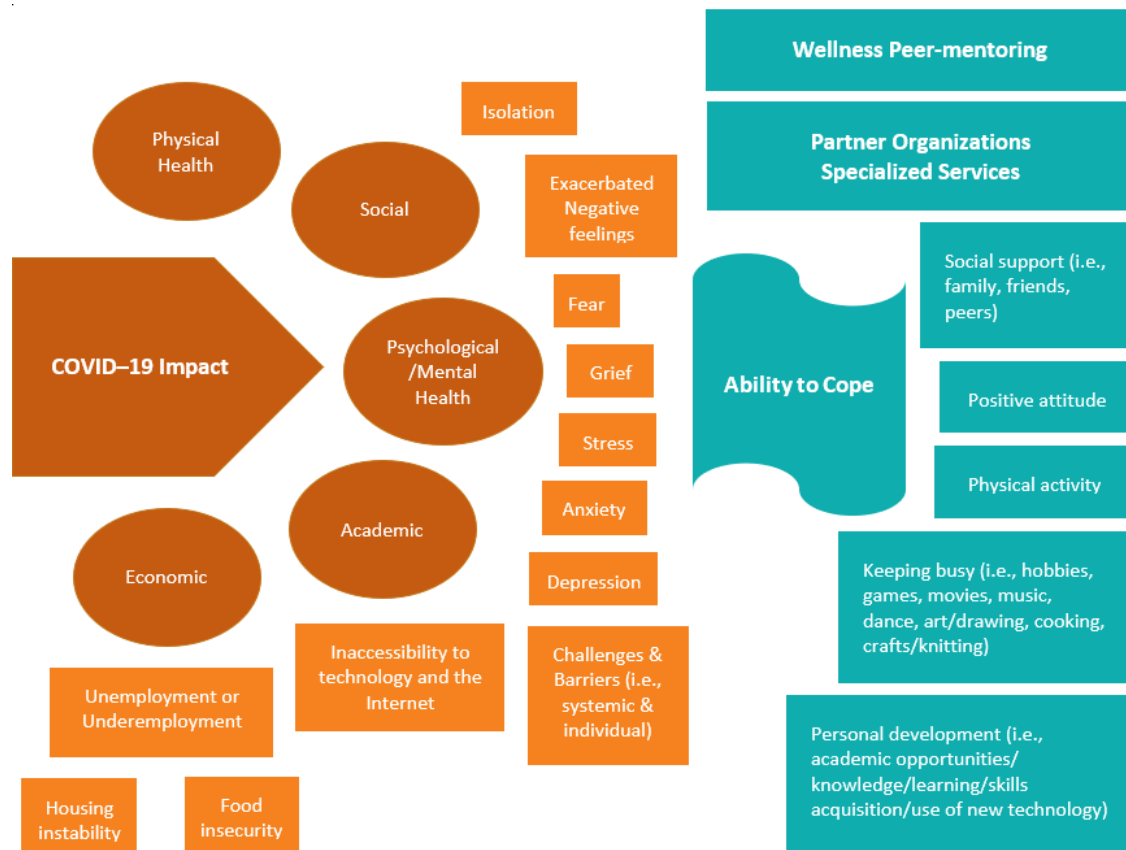 Wellness Peer-mentoring
Partner Organizations
Specialized Services
Physical
Health
Social
Isolation
Exacerbated
Negative
feelings
Fear
Psychological
/Mental
Health
COVID–19 Impact
Grief
Stress
Anxiety
Academic
Economic
Depression
Unemployment or
Underemployment
Inaccessibility to
technology and the
Internet
Challenges &
Barriers (i.e.,
systemic &
individual)
Housing
instability
Food
insecurity
Ability to Cope
Social support (i.e.,
family, friends,
peers)
Positive attitude
Physical activity
Keeping busy (i.e., hobbies,
games, movies, music,
dance, art/drawing, cooking,
crafts/knitting)
Personal development (i.e.,
academic opportunities/
knowledge/learning/skills
acquisition/use of new technology)